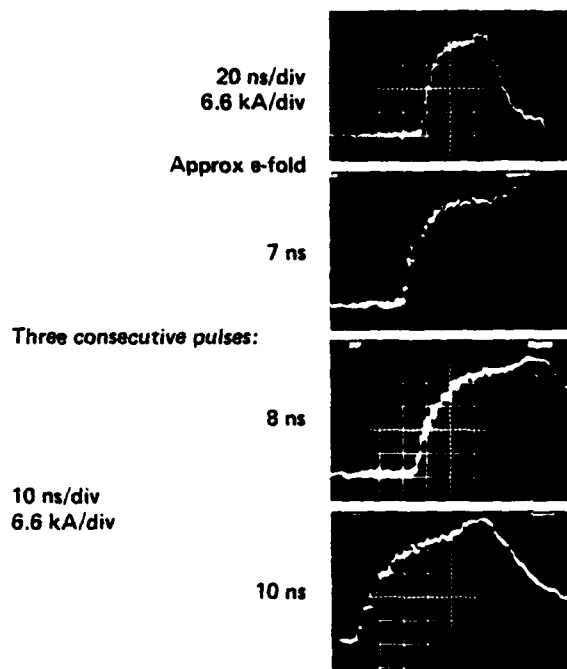 20 ns/div
6.6 kA/div
Approx e-fold
7 ns
Three consecutive pulses:
8 ns
10 ns/div
6.6 kA/div
10 ns